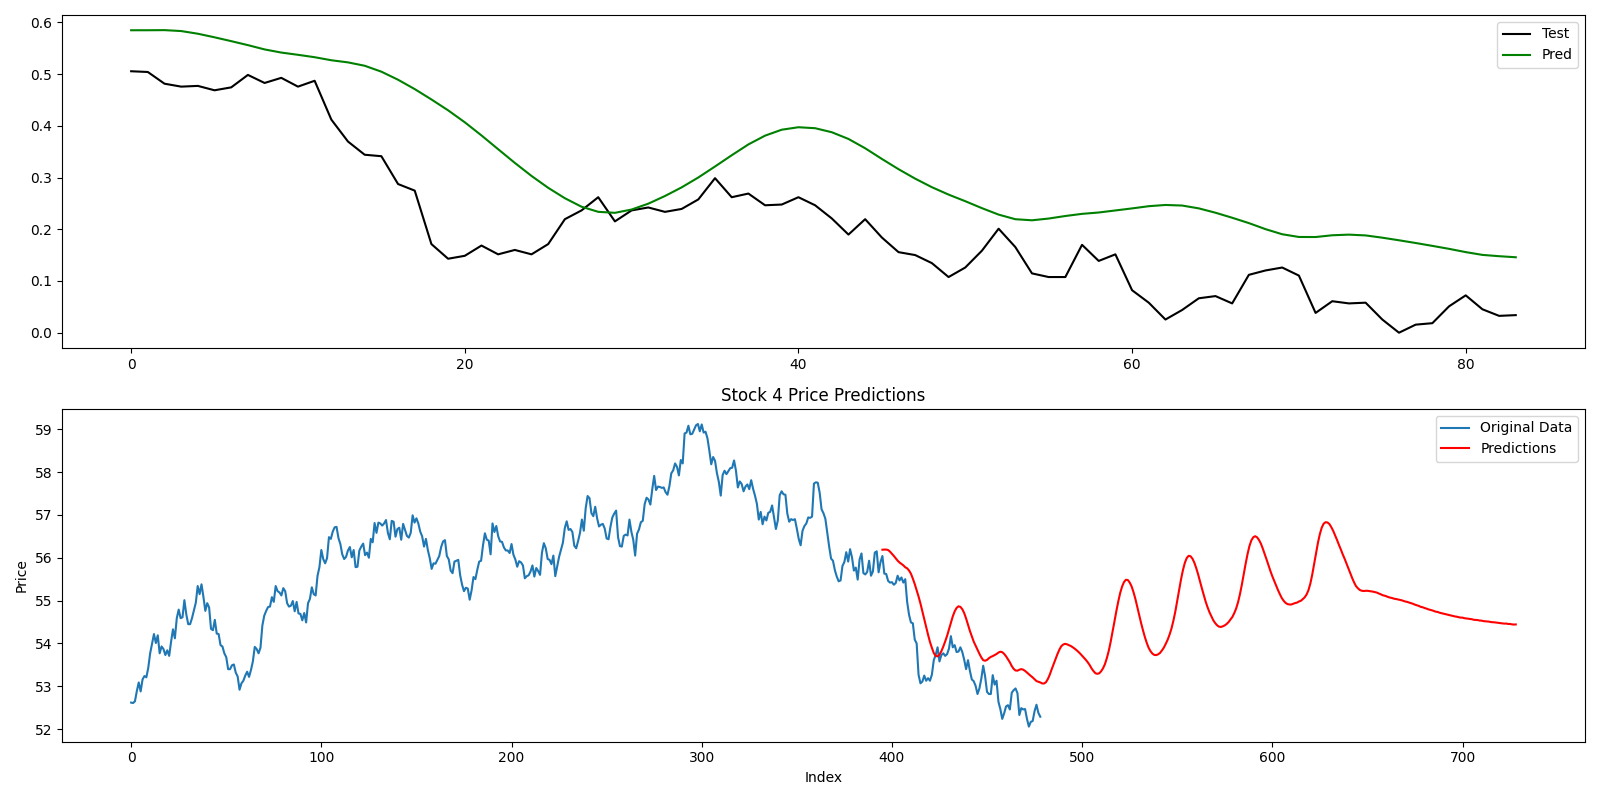 0.6
0.5
0.4
0.3
0.2
0.1
0.0
Test
Pred
0 20 40 60 80
Stock 4 Price Predictions
59
58
57
56
55
54
53
52
Price
Original Data
Predictions
0 100 200 300 400 500 600 700
Index